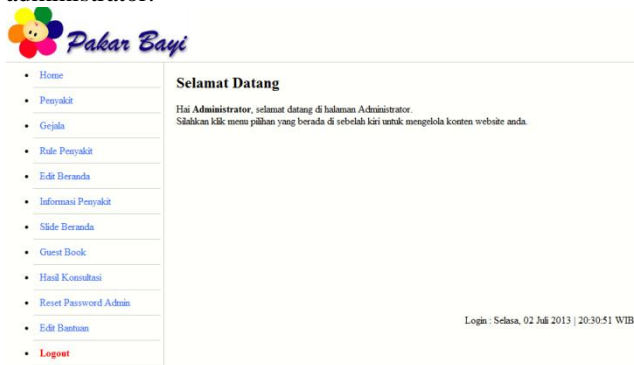 administrator.
Pakar Bayi
Home
Penyakit
Gejala
Rule Penyakit
Edit Beranda
Informasi Penyakit
Slide Beranda
Guest Book
Hasil Konsultasi
Reset Password Admin
Edit Bantuan
Logout
Selamat Datang
Hai Administrator, selamat datang di halaman Administrator.
Silahkan klik menu pilihan yang berada di sebelah kiri untuk mengelola konten website anda.
Login : Selasa, 02 Juli 2013 | 20:30:51 WIB